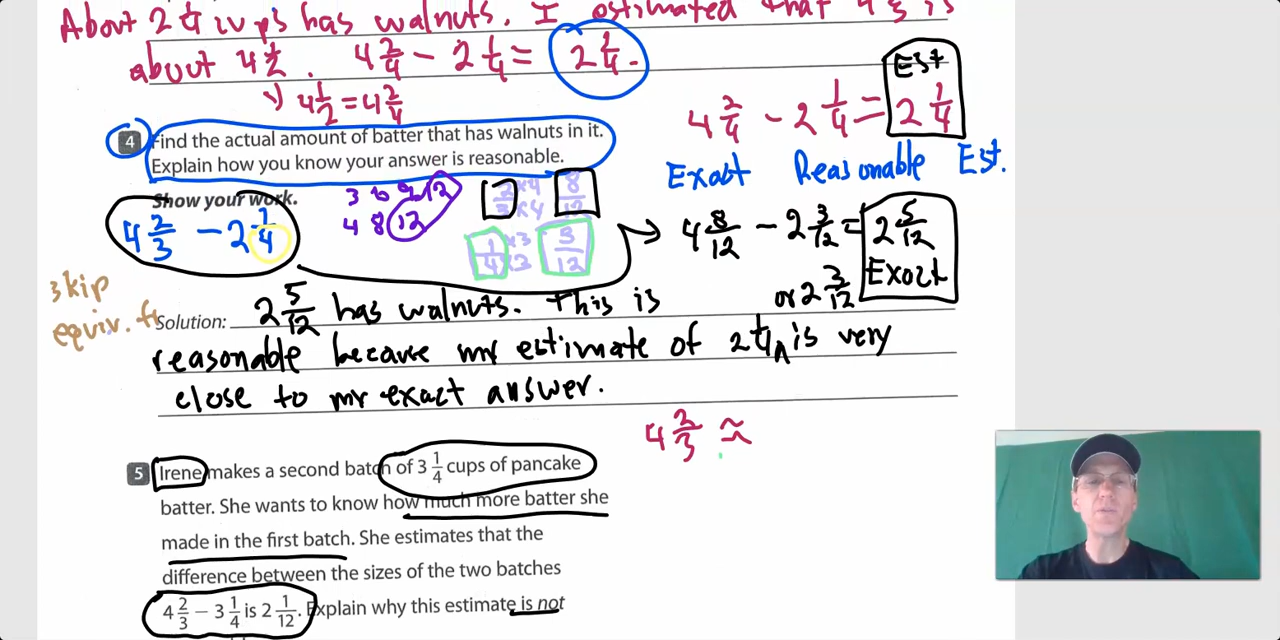 About 2 1/4 cups has walnuts. I estimated that 4 2/3 is
about 4 1/2. 4 2/4 - 2 1/4 = 2 1/4.
4 1/2 = 4 2/4
Est
4 2/4 - 2 1/4 = 2 1/4
4 Find the actual amount of batter that has walnuts in it.
Explain how you know your answer is reasonable.
Exact Reasonable Est.
Show your work.
3 6 9 12
4 8 12
2/3 ×4 ×4 8/12
1/4 ×3 ×3 3/12
4 2/3 - 2 1/4
4 8/12 - 2 3/12 = 2 5/12
Exact
or 2 3/12
skip
equiv. fr
Solution: 2 5/12 has walnuts. This is
reasonable because my estimate of 2 1/4 is very
close to my exact answer.
4 2/3 ≈
5 Irene makes a second batch of 3 1/4 cups of pancake
batter. She wants to know how much more batter she
made in the first batch. She estimates that the
difference between the sizes of the two batches
4 2/3 - 3 1/4 is 2 1/12. Explain why this estimate is not